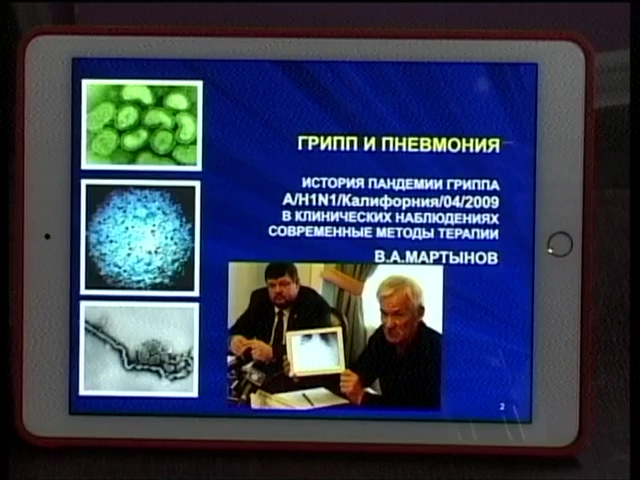 ГРИПП И ПНЕВМОНИЯ
ИСТОРИЯ ПАНДЕМИИ ГРИППА
A/H1N1/Калифорния/04/2009
В КЛИНИЧЕСКИХ НАБЛЮДЕНИЯХ
СОВРЕМЕННЫЕ МЕТОДЫ ТЕРАПИИ
В.А.МАРТЫНОВ
2